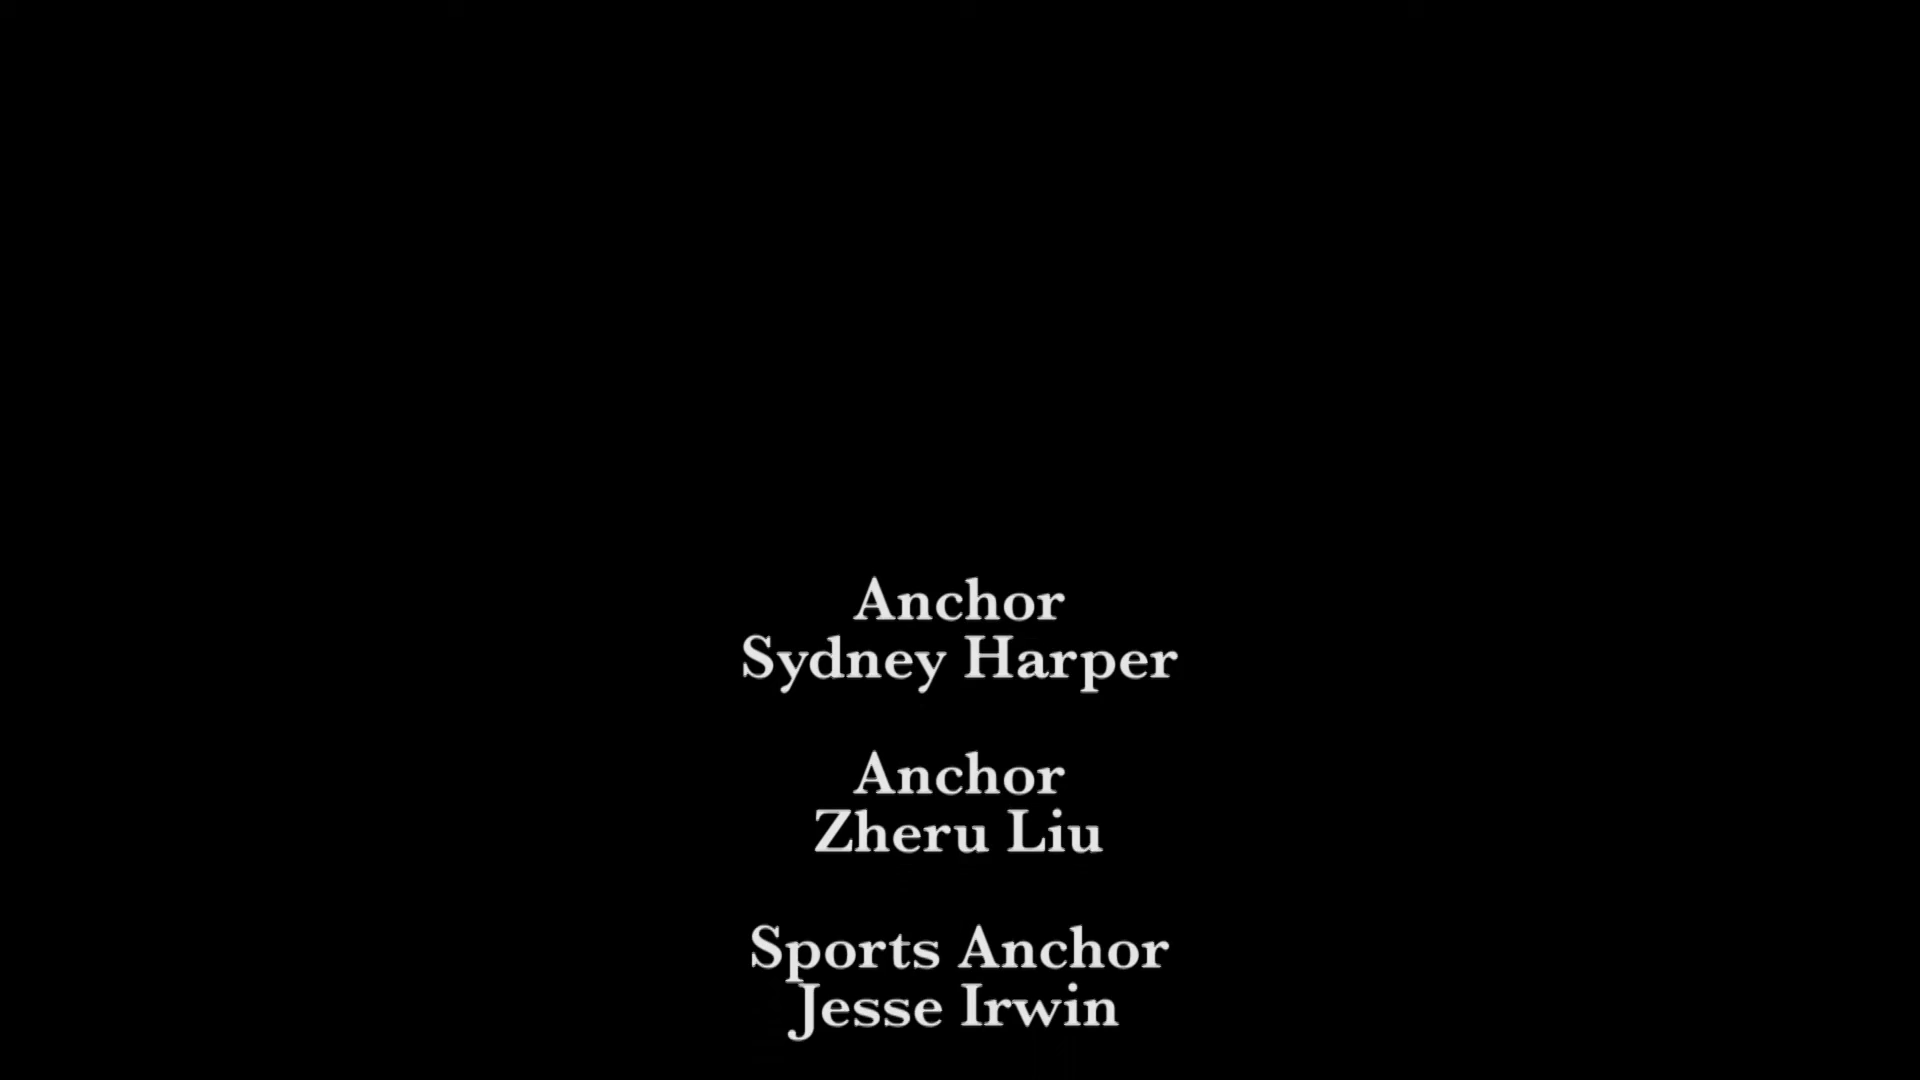 Anchor
Sydney Harper
Anchor
Zheru Liu
Sports Anchor
Jesse Irwin